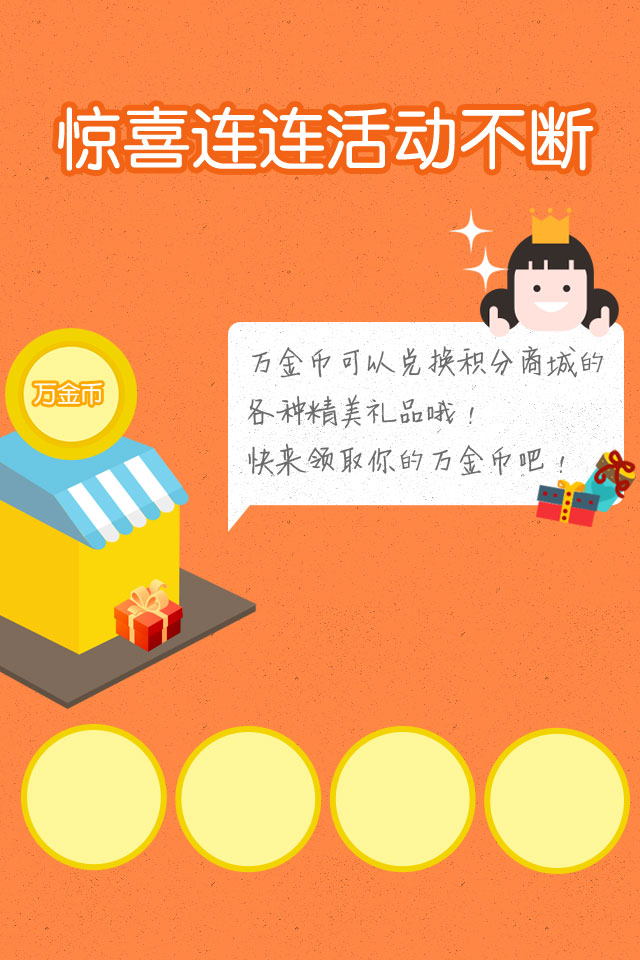 惊喜连连活动不断
万金币可以兑换积分商城的
各种精美礼品哦！
快来领取你的万金币吧！
万金币